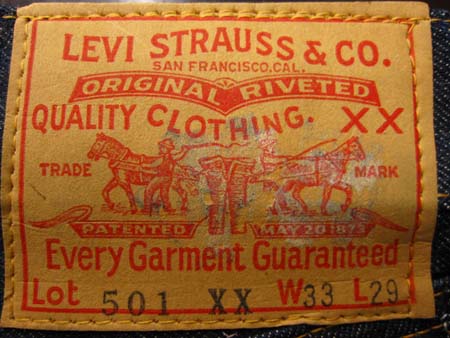 LEVI STRAUSS & CO.
SAN FRANCISCO, CAL.
ORIGINAL RIVETED
QUALITY CLOTHING. XX
TRADE MARK
PATENTED MAY 20 1873
Every Garment Guaranteed
Lot 501 XX W33 L29